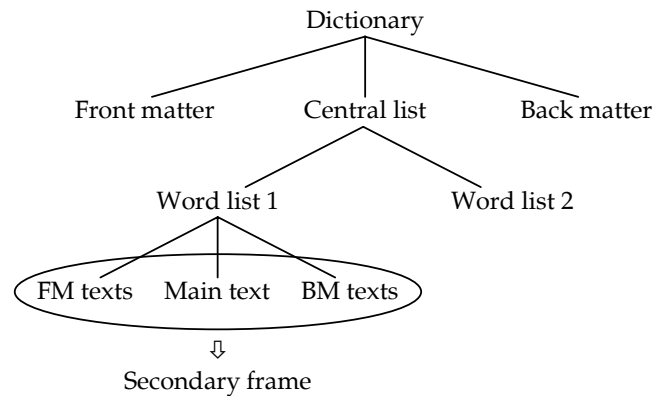 Dictionary
Front matter Central list Back matter
Word list 1 Word list 2
FM texts Main text BM texts
⇩
Secondary frame